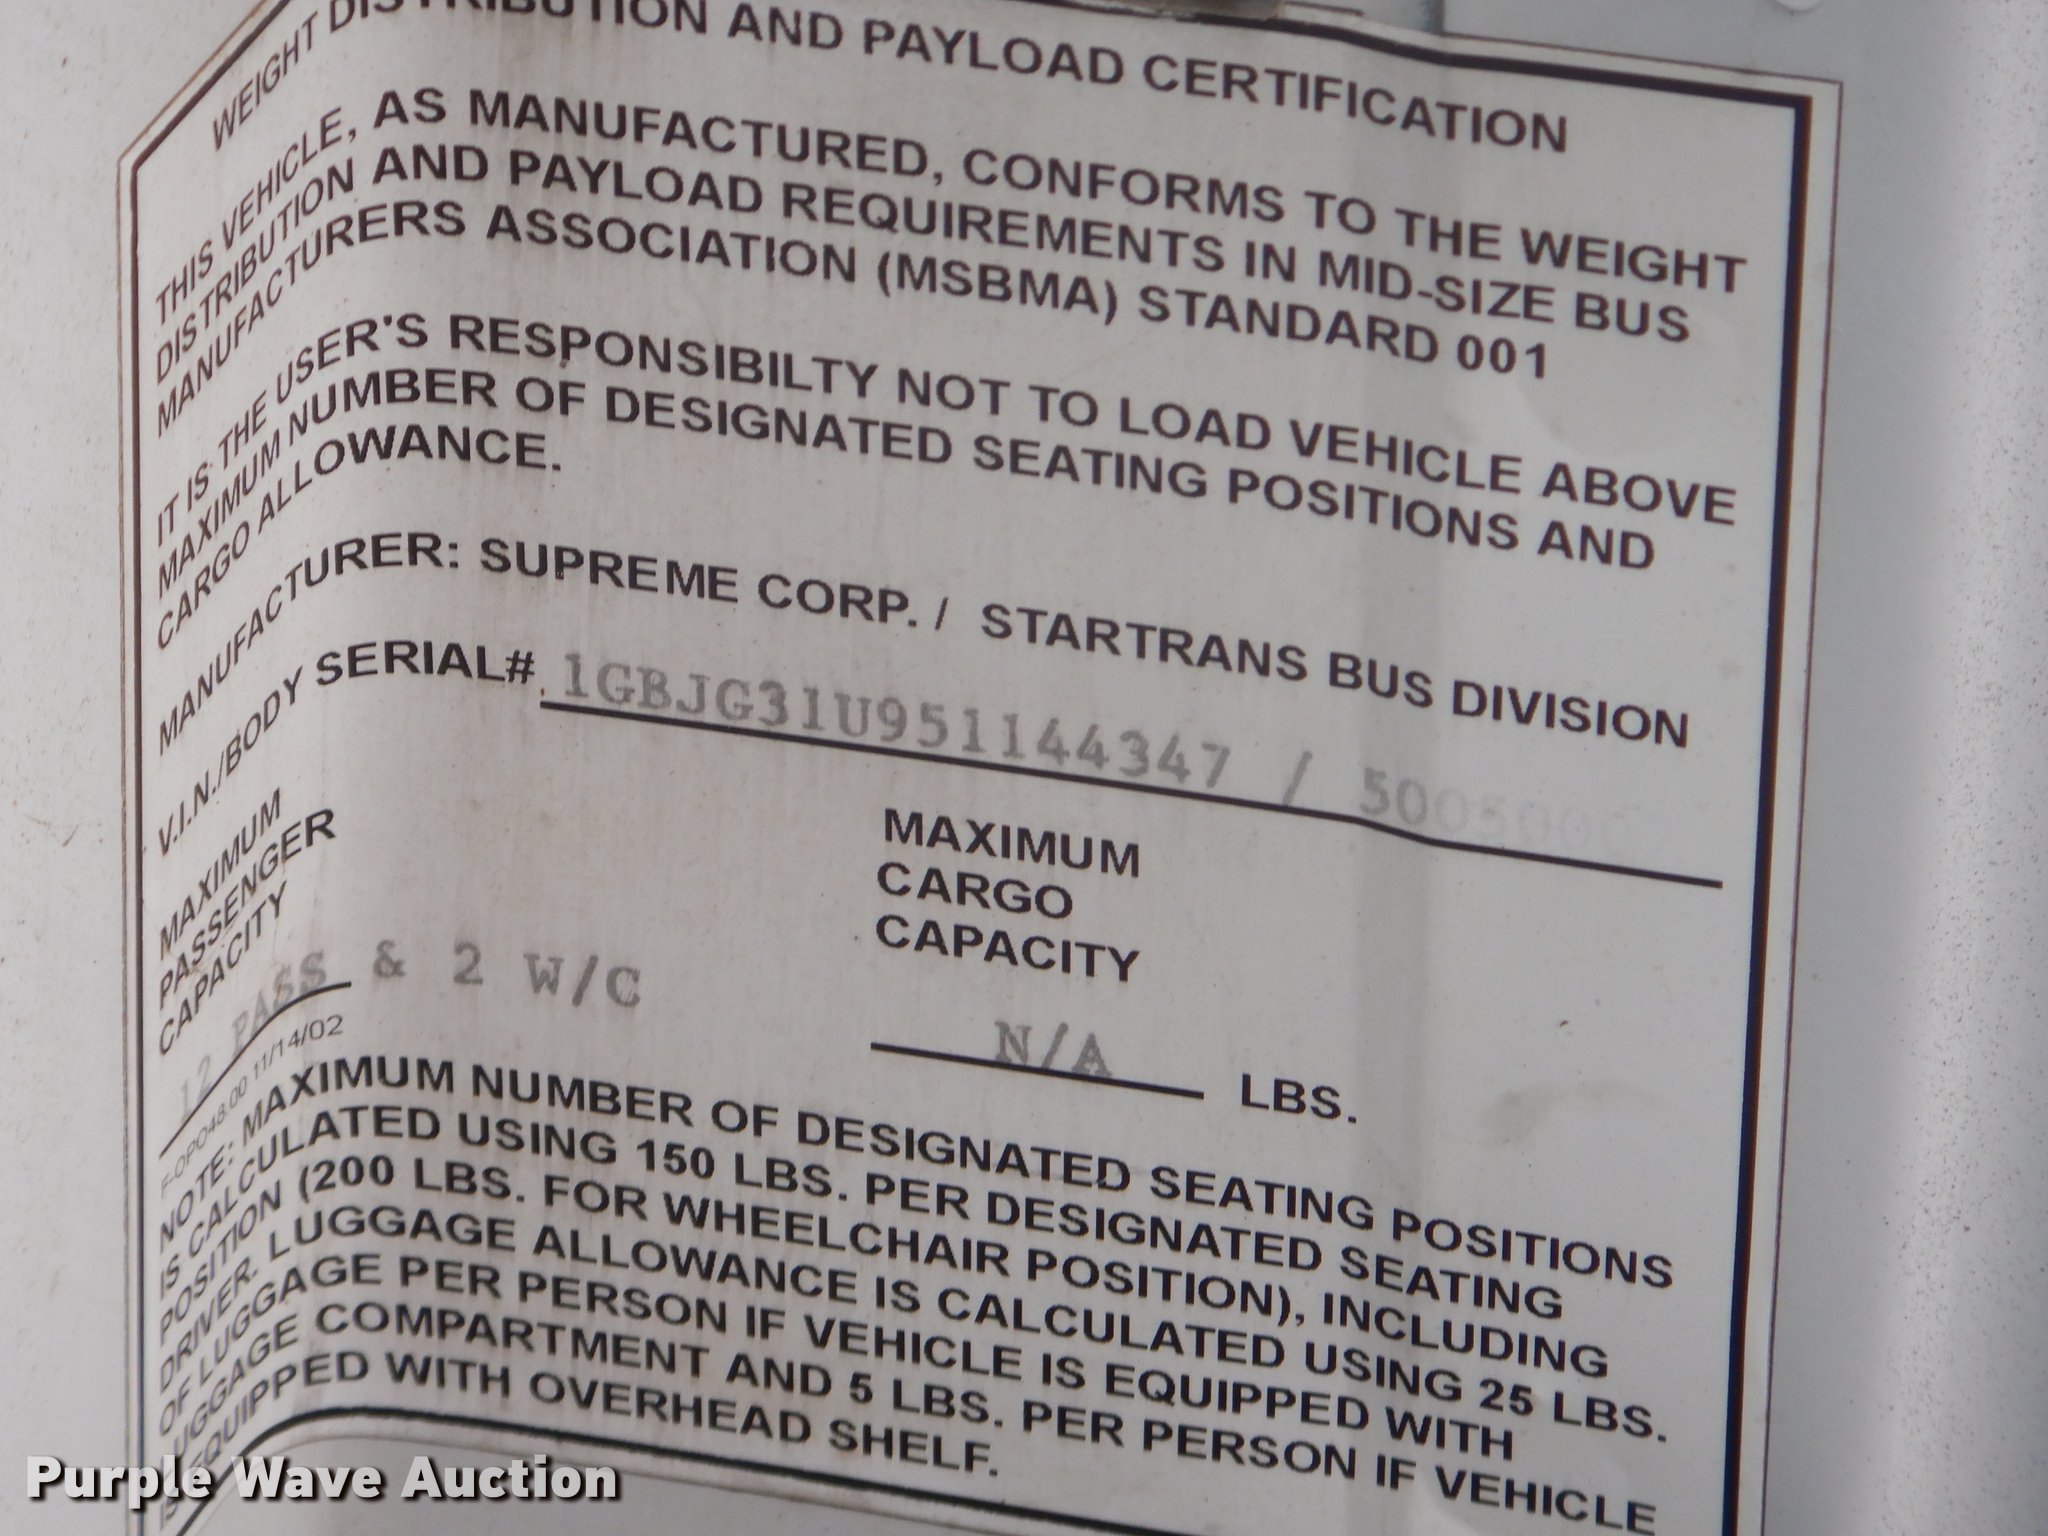 WEIGHT DISTRIBUTION AND PAYLOAD CERTIFICATION
THIS VEHICLE, AS MANUFACTURED, CONFORMS TO THE WEIGHT
DISTRIBUTION AND PAYLOAD REQUIREMENTS IN MID-SIZE BUS
MANUFACTURERS ASSOCIATION (MSBMA) STANDARD 001
IT IS THE USER'S RESPONSIBILTY NOT TO LOAD VEHICLE ABOVE
MAXIMUM NUMBER OF DESIGNATED SEATING POSITIONS AND
CARGO ALLOWANCE.
MANUFACTURER: SUPREME CORP. / STARTRANS BUS DIVISION
V.I.N./BODY SERIAL# 1GBJG31U951144347 /
MAXIMUM
PASSENGER
CAPACITY
12 PASS & 2 W/C
MAXIMUM
CARGO
CAPACITY
N/A LBS.
F-OP048.00 11/14/02
NOTE: MAXIMUM NUMBER OF DESIGNATED SEATING POSITIONS
IS CALCULATED USING 150 LBS. PER DESIGNATED SEATING
POSITION (200 LBS. FOR WHEELCHAIR POSITION), INCLUDING
DRIVER. LUGGAGE ALLOWANCE IS CALCULATED USING 25 LBS.
OF LUGGAGE PER PERSON IF VEHICLE IS EQUIPPED WITH
LUGGAGE COMPARTMENT AND 5 LBS. PER PERSON IF VEHICLE
IS EQUIPPED WITH OVERHEAD SHELF.
Purple Wave Auction